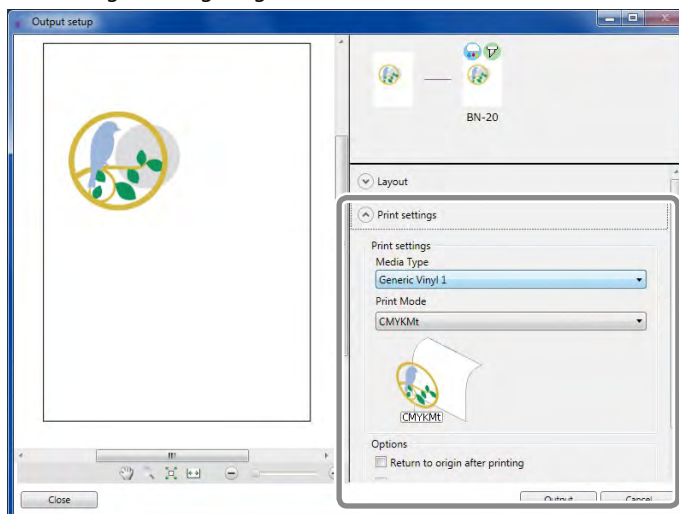 Output setup
BN-20
Layout
Print settings
Print settings
Media Type
Generic Vinyl 1
Print Mode
CMYKMt
CMYKMt
Options
Return to origin after printing
Close
Output
Cancel